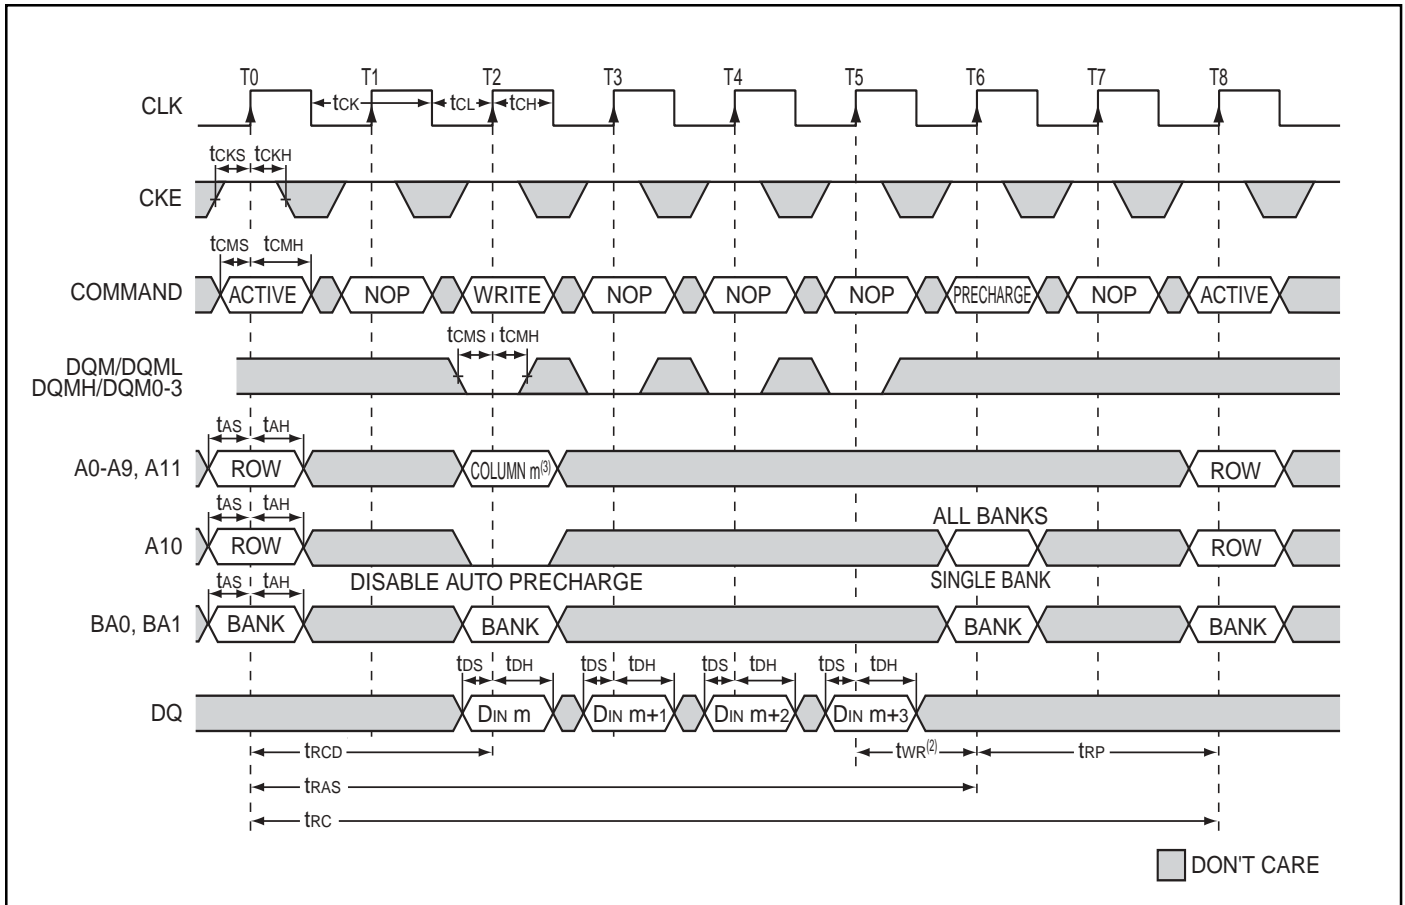 T0 T1 T2 T3 T4 T5 T6 T7 T8
CLK tCK tCL tCH
tCKS tCKH
CKE
tCMS tCMH
COMMAND ACTIVE NOP WRITE NOP NOP NOP PRECHARGE NOP ACTIVE
tCMS tCMH
DQM/DQML
DQMH/DQM0-3
tAS tAH
A0-A9, A11 ROW COLUMN m(3) ROW
tAS tAH ALL BANKS
A10 ROW ROW
DISABLE AUTO PRECHARGE SINGLE BANK
tAS tAH
BA0, BA1 BANK BANK BANK BANK
tDS tDH tDS tDH tDS tDH tDS tDH
DQ DIN m DIN m+1 DIN m+2 DIN m+3
tRCD tWR(2) tRP
tRAS
tRC
DON'T CARE